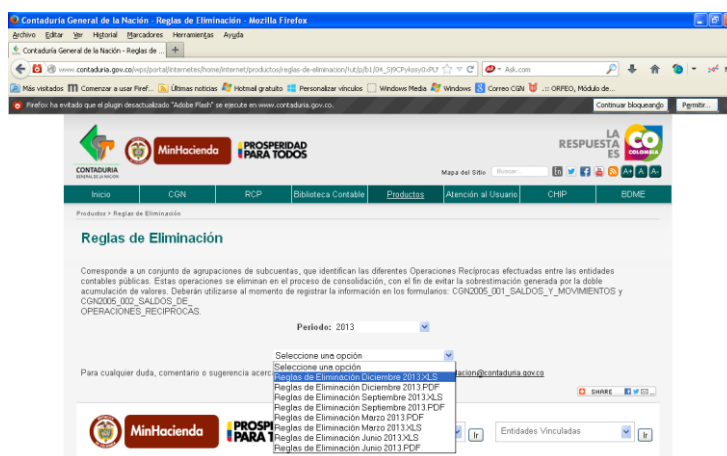 Contaduría General de la Nación - Reglas de Eliminación - Mozilla Firefox
Archivo Editar Ver Historial Marcadores Herramientas Ayuda
Contaduría General de la Nación - Reglas de ...
www.contaduria.gov.co/wps/portal/internetes/home/internet/productos/reglas-de-eliminacion/
Ask.com
Más visitados Comenzar a usar Firef... Últimas noticias Hotmail gratuito Personalizar vínculos Windows Media Windows Correo CGN .:: ORFEO, Módulo de...
Firefox ha evitado que el plugin desactualizado "Adobe Flash" se ejecute en www.contaduria.gov.co.
Continuar bloqueando Permitir...
CONTADURIA
GENERAL DE LA NACION
MinHacienda
PROSPERIDAD
PARA TODOS
LA
RESPUESTA
ES
COLOMBIA
Mapa del Sitio Buscar... A+ A A-
Inicio CGN RCP Biblioteca Contable Productos Atención al Usuario CHIP BDME
Productos > Reglas de Eliminación
Reglas de Eliminación
Corresponde a un conjunto de agrupaciones de subcuentas, que identifican las diferentes Operaciones Recíprocas efectuadas entre las entidades
contables públicas. Estas operaciones se eliminan en el proceso de consolidación, con el fin de evitar la sobrestimación generada por la doble
acumulación de valores. Deberán utilizarse al momento de registrar la información en los formularios: CGN2005_001_SALDOS_Y_MOVIMIENTOS y
CGN2005_002_SALDOS_DE_
OPERACIONES_RECIPROCAS.
Periodo: 2013
Seleccione una opción
Seleccione una opción
Reglas de Eliminación Diciembre 2013.XLS
Reglas de Eliminación Diciembre 2013.PDF
Reglas de Eliminación Septiembre 2013.XLS
Reglas de Eliminación Septiembre 2013.PDF
Reglas de Eliminación Marzo 2013.PDF
Reglas de Eliminación Marzo 2013.XLS
Reglas de Eliminación Junio 2013.XLS
Reglas de Eliminación Junio 2013.PDF
Para cualquier duda, comentario o sugerencia acerc
lacion@contaduria.gov.co
SHARE
MinHacienda
PROSPE
PARA T
Ir Entidades Vinculadas Ir